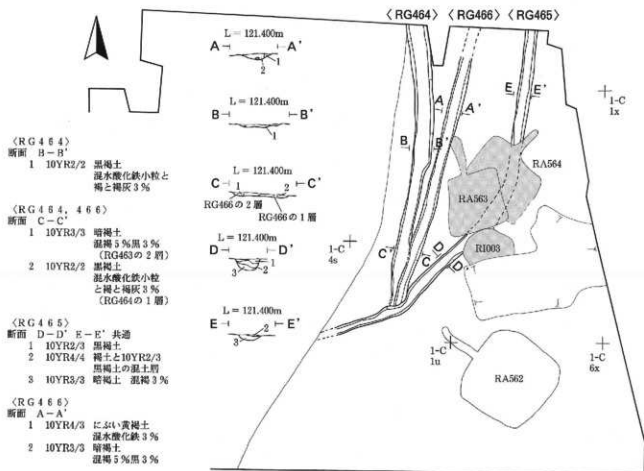 〈RG464〉 〈RG466〉 〈RG465〉
L = 121.400m
A A'
1
2
L = 121.400m
B B'
1
L = 121.400m
C C'
1 2
RG466の2層
RG466の1層
L = 121.400m
D D'
1
2
3
L = 121.400m
E E'
2
3
〈RG464〉
断面 B-B'
1 10YR2/2 黒褐土
混水酸化鉄小粒と
褐と褐灰3%
〈RG464, 466〉
断面 C-C'
1 10YR3/3 暗褐土
混褐5%黒3%
(RG463の2層)
2 10YR2/2 黒褐土
混水酸化鉄小粒
と褐と褐灰3%
(RG464の1層)
〈RG465〉
断面 D-D' E-E' 共通
1 10YR2/3 黒褐土
2 10YR4/4 褐土と10YR2/3
黒褐土の混土層
3 10YR3/3 暗褐土 混褐3%
〈RG466〉
断面 A-A'
1 10YR4/3 にぶい黄褐土
混水酸化鉄3%
2 10YR3/3 暗褐土
混褐5%黒3%
A A'
E E'
B B'
C C
D D
1-C
1x
RA564
RA563
RI003
1-C
4s
1-C
1u
1-C
6x
RA562